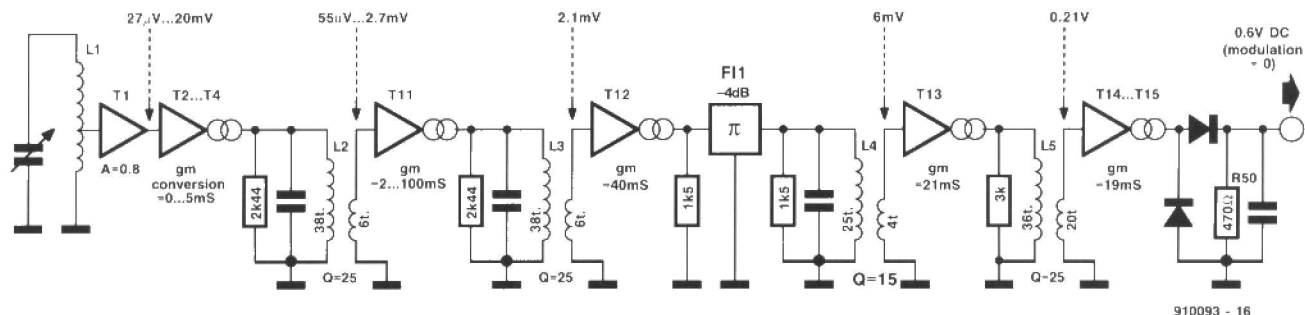 27µV...20mV
55uV...2.7mV
2.1mV
6mV
0.21V
0.6V DC
(modulation
= 0)
L1
T1
T2...T4
T11
T12
FI1
−4dB
T13
T14...T15
A=0.8
gm
conversion
=0...5mS
2k44
38t.
L2
6t.
Q=25
gm
−2...100mS
2k44
38t.
L3
6t.
Q=25
gm
=40mS
1k5
π
1k5
25t.
L4
4t
Q=15
gm
=21mS
3k
36t.
L5
20t
Q-25
gm
−19mS
R50
470Ω
910093 - 16